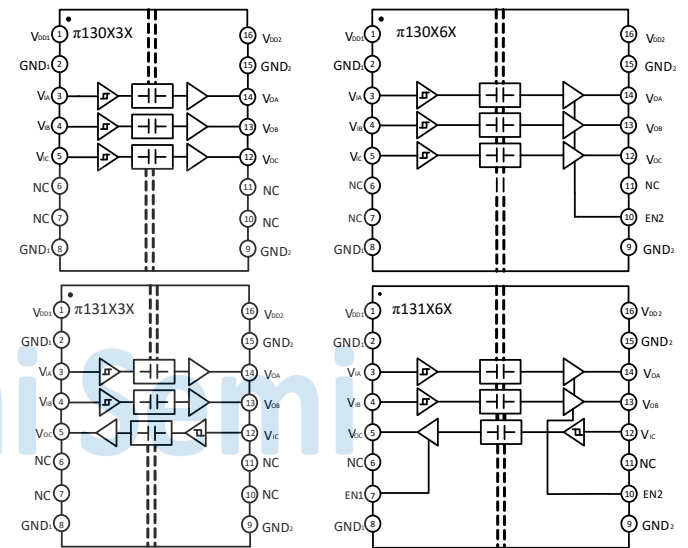 π130X3X
VDD1 1 16 VDD2
GND1 2 15 GND2
VIA 3 14 VOA
VIB 4 13 VOB
VIC 5 12 VOC
NC 6 11 NC
NC 7 10 NC
GND1 8 9 GND2
π130X6X
VDD1 1 16 VDD2
GND1 2 15 GND2
VIA 3 14 VOA
VIB 4 13 VOB
VIC 5 12 VOC
NC 6 11 NC
NC 7 10 EN2
GND1 8 9 GND2
π131X3X
VDD1 1 16 VDD2
GND1 2 15 GND2
VIA 3 14 VOA
VIB 4 13 VOB
VOC 5 12 VIC
NC 6 11 NC
NC 7 10 NC
GND1 8 9 GND2
π131X6X
VDD1 1 16 VDD2
GND1 2 15 GND2
VIA 3 14 VOA
VIB 4 13 VOB
VOC 5 12 VIC
NC 6 11 NC
EN1 7 10 EN2
GND1 8 9 GND2
Semi